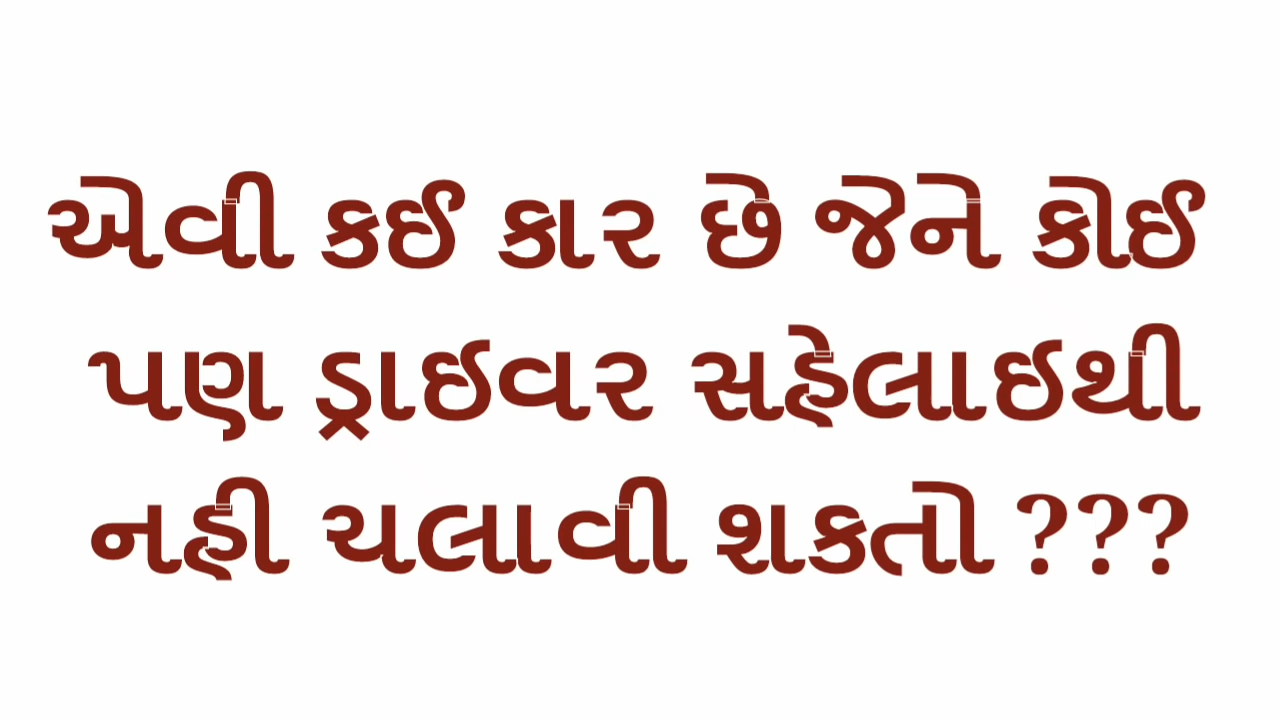 એવી કઈ કાર છે જેને કોઈ
પણ ડ્રાઇવર સહેલાઇથી
નહી ચલાવી શકતો ???